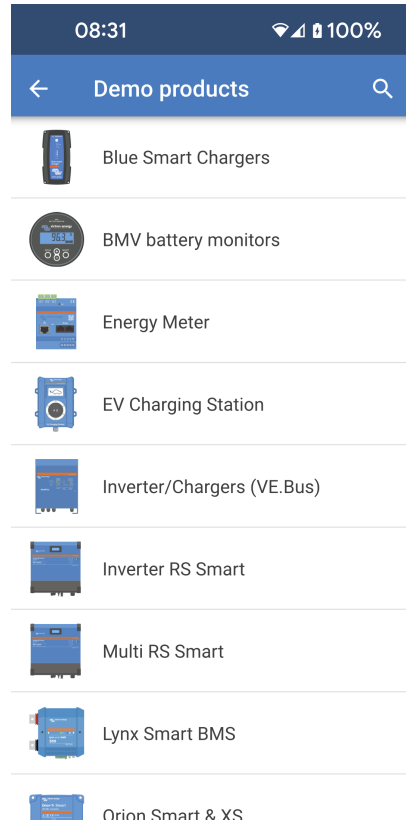 08:31
100%
Demo products
Blue Smart Chargers
BMV battery monitors
Energy Meter
EV Charging Station
Inverter/Chargers (VE.Bus)
Inverter RS Smart
Multi RS Smart
Lynx Smart BMS
Orion Smart & XS